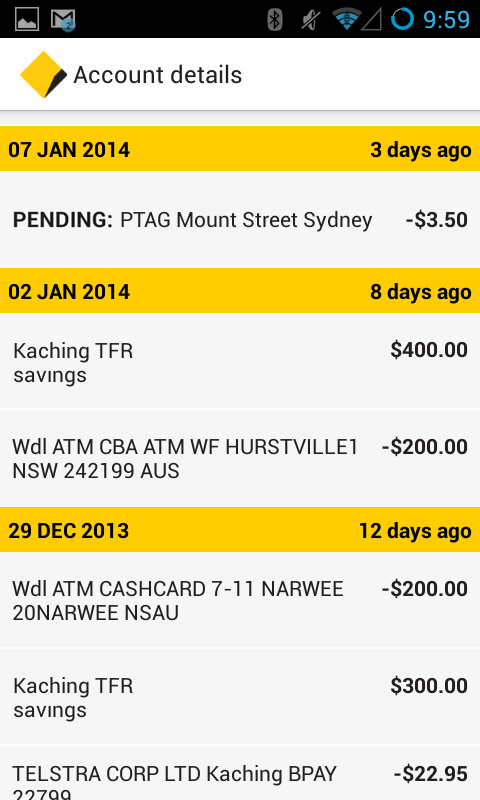 9:59
Account details
07 JAN 2014 3 days ago
PENDING: PTAG Mount Street Sydney -$3.50
02 JAN 2014 8 days ago
Kaching TFR $400.00
savings
Wdl ATM CBA ATM WF HURSTVILLE1 -$200.00
NSW 242199 AUS
29 DEC 2013 12 days ago
Wdl ATM CASHCARD 7-11 NARWEE -$200.00
20NARWEE NSAU
Kaching TFR $300.00
savings
TELSTRA CORP LTD Kaching BPAY -$22.95
22799